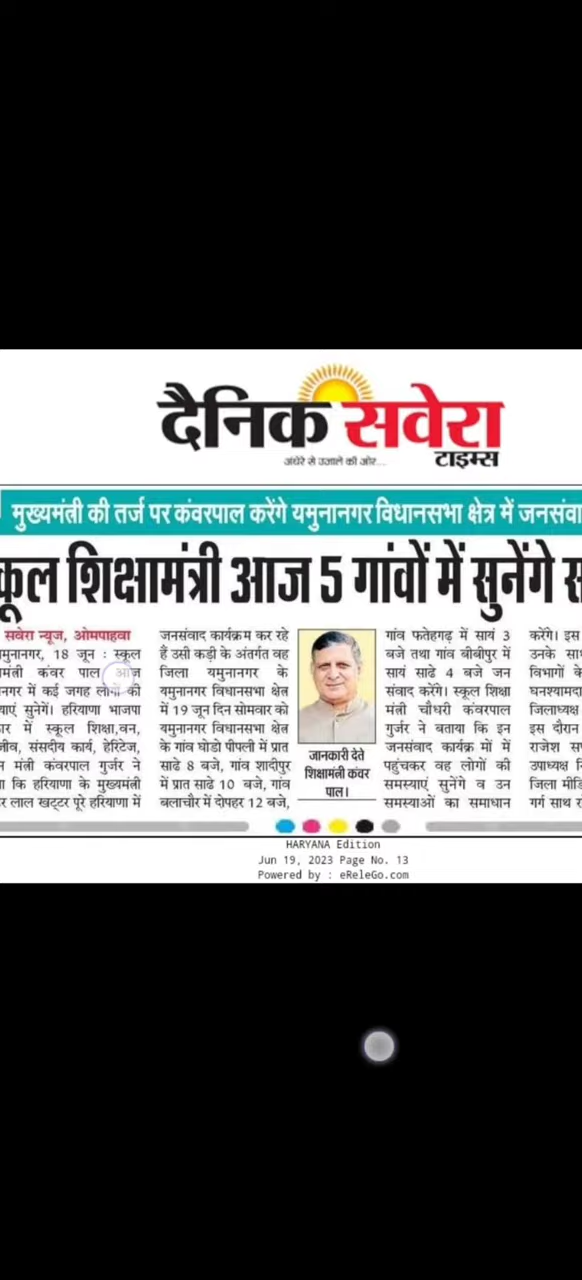 दैनिक सवेरा
अंधेरे से उजाले की ओर...
टाइम्स
मुख्यमंत्री की तर्ज पर कंवरपाल करेंगे यमुनानगर विधानसभा क्षेत्र में जनसंवा
कूल शिक्षामंत्री आज 5 गांवों में सुनेंगे स
सवेरा न्यूज, ओमपाहवा
मुनानगर, 18 जून : स्कूल
मंत्री कंवर पाल आज
नगर में कई जगह लोगों की
याएं सुनेगें। हरियाणा भाजपा
ार में स्कूल शिक्षा,वन,
जीव, संसदीय कार्य, हेरिटेज,
न मंत्री कंवरपाल गुर्जर ने
ा कि हरियाणा के मुख्यमंत्री
र लाल खट्टर पूरे हरियाणा में
जनसंवाद कार्यक्रम कर रहे
है उसी कड़ी के अंतर्गत वह
जिला यमुनानगर के
यमुनानगर विधानसभा क्षेत्र
में 19 जून दिन सोमवार को
यमुनानगर विधानसभा क्षेत्र
के गांव घोडो पीपली में प्रात
साढे 8 बजे, गांव शादीपुर
में प्रात साढे 10 बजे, गांव
बलाचौर में दोपहर 12 बजे,
जानकारी देते
शिक्षामंत्री कंवर
पाल।
गांव फतेहगढ़ में सायं 3
बजे तथा गांव बीबीपुर में
सायं साढे 4 बजे जन
संवाद करेंगे। स्कूल शिक्षा
मंत्री चौधरी कंवरपाल
गुर्जर ने बताया कि इन
जनसंवाद कार्यक्र मों में
पहुंचकर वह लोगों की
समस्याएं सुनेंगे व उन
समस्याओं का समाधान
करेंगे। इस
उनके सा
विभागों के
घनश्यामदा
जिलाध्यक्ष
इस दौरान
राजेश सप
उपाध्यक्ष नि
जिला मीडि
गर्ग साथ र
HARYANA Edition
Jun 19, 2023 Page No. 13
Powered by : eReleGo.com